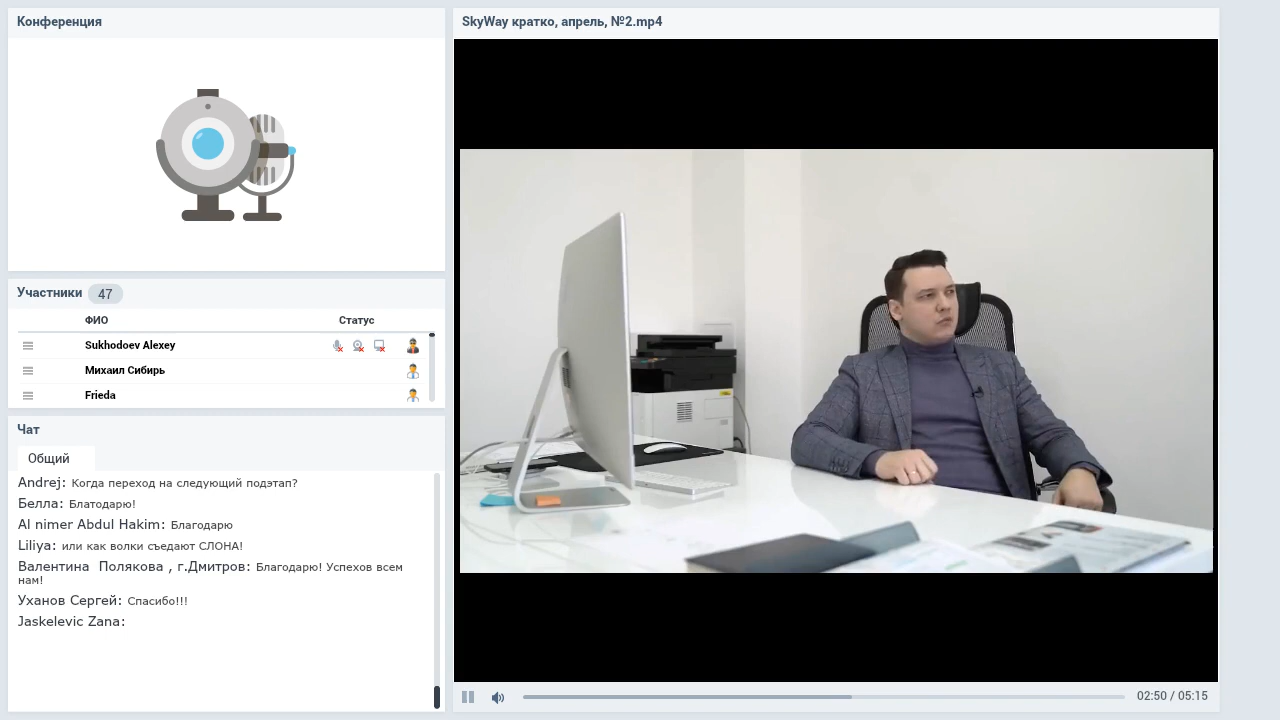 Конференция
SkyWay кратко, апрель, №2.mp4
Участники 47
ФИО Статус
Sukhodoev Alexey
Михаил Сибирь
Frieda
Чат
Общий
Andrej: Когда переход на следующий подэтап?
Белла: Блатодарю!
Al nimer Abdul Hakim: Благодарю
Liliya: или как волки съедают СЛОНА!
Валентина Полякова , г.Дмитров: Благодарю! Успехов всем
нам!
Уханов Сергей: Спасибо!!!
Jaskelevic Zana:
02:50 / 05:15